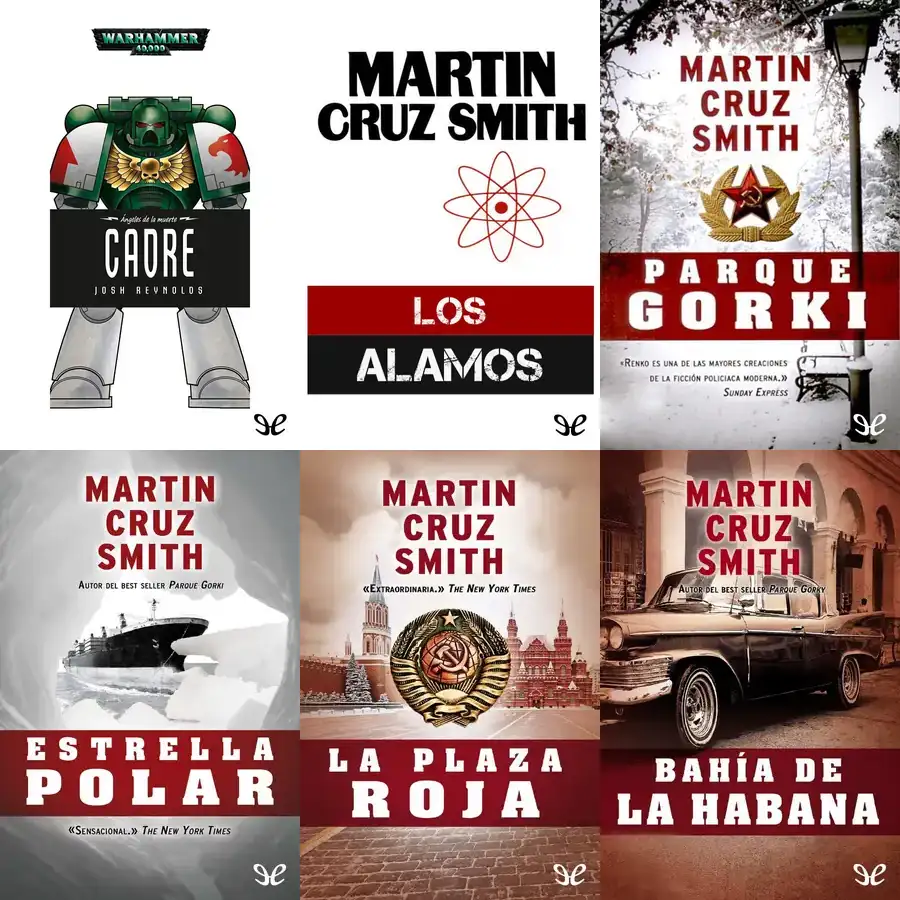 WARHAMMER
40,000
Ángeles de la muerte
CADRE
JOSH REYNOLDS
MARTIN
CRUZ SMITH
LOS
ALAMOS
MARTIN
CRUZ
SMITH
PARQUE
GORKI
«RENKO ES UNA DE LAS MAYORES CREACIONES
DE LA FICCIÓN POLICIACA MODERNA.»
SUNDAY EXPRESS
MARTIN
CRUZ
SMITH
AUTOR DEL BEST SELLER PARQUE GORKI
ESTRELLA
POLAR
«SENSACIONAL.» THE NEW YORK TIMES
MARTIN
CRUZ
SMITH
«EXTRAORDINARIA.» THE NEW YORK TIMES
LA PLAZA
ROJA
MARTIN
CRUZ
SMITH
AUTOR DEL BEST SELLER PARQUE GORKY
BAHÍA DE
LA HABANA